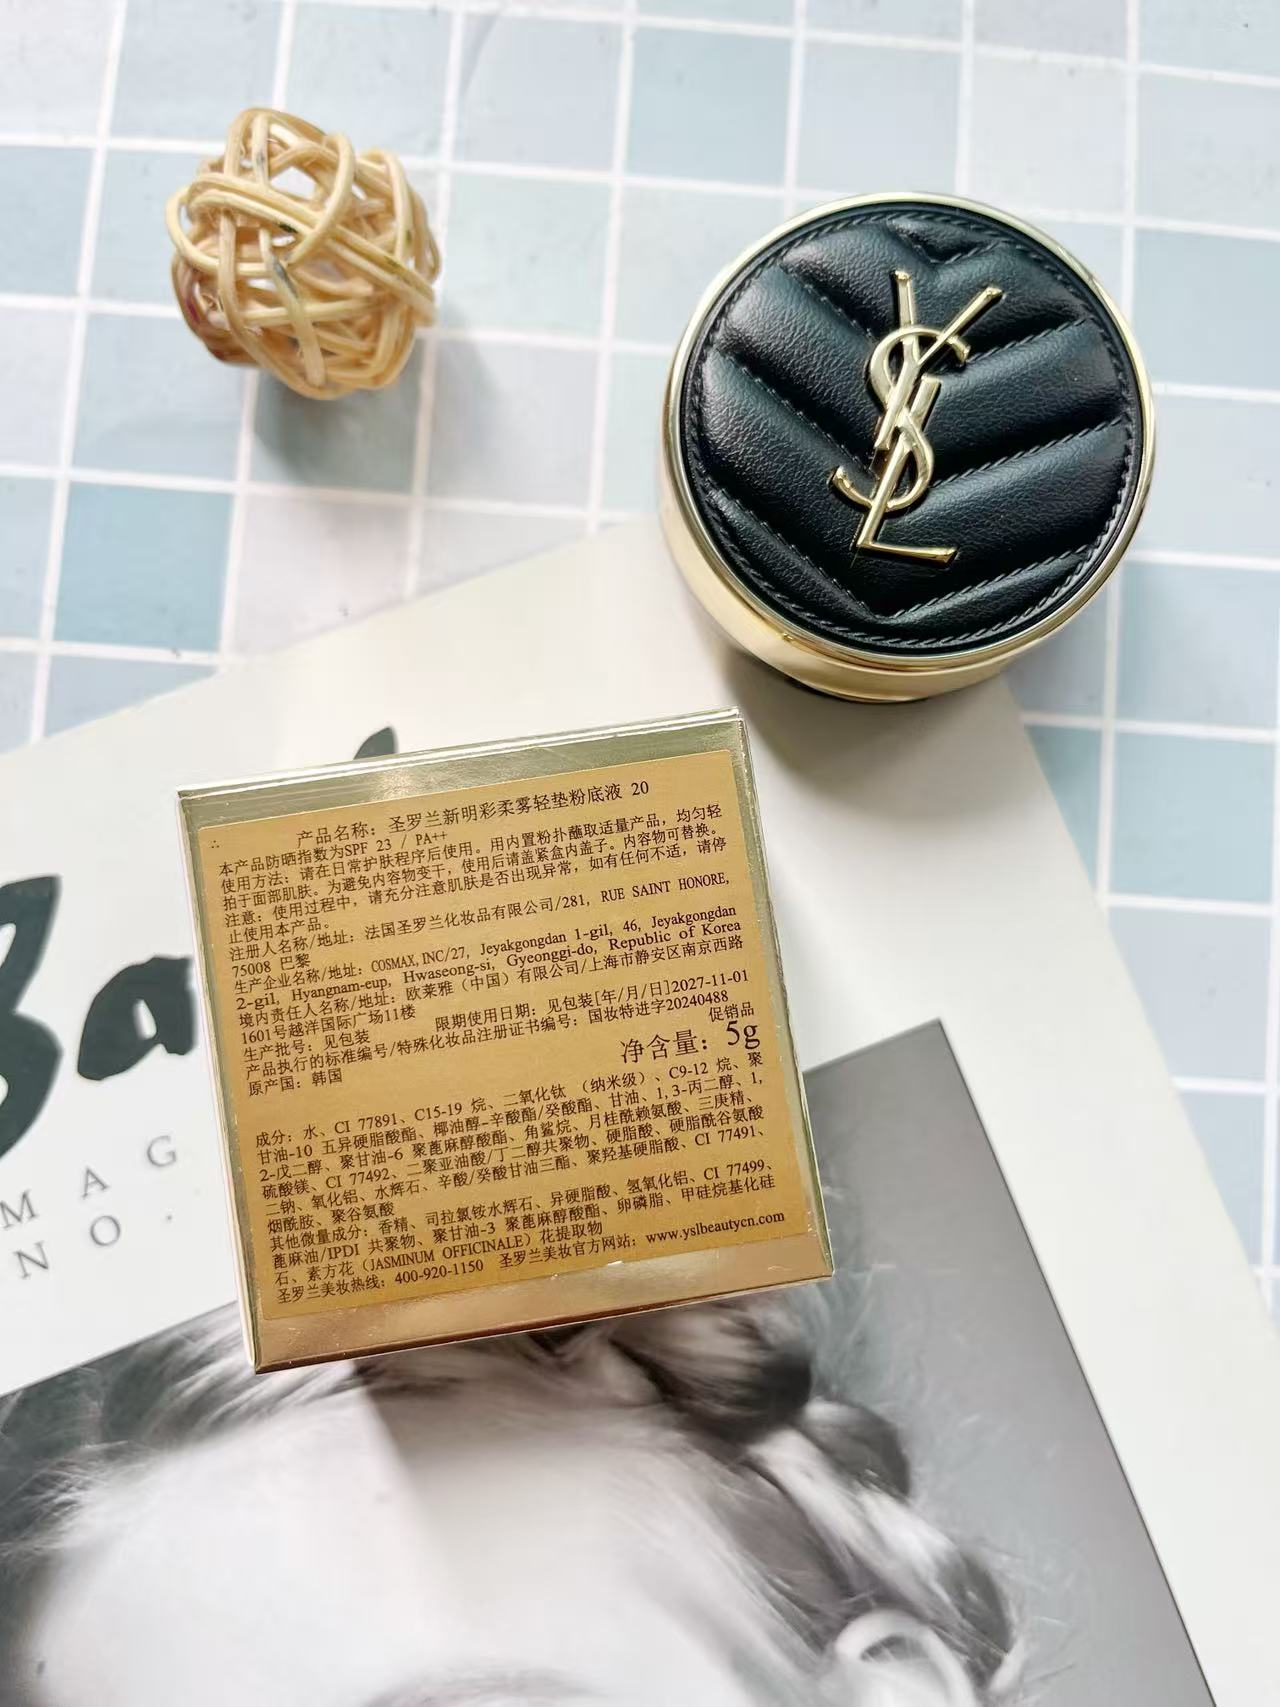 YSL
产品名称：圣罗兰新明彩柔雾轻垫粉底液 20
本产品防晒指数为SPF 23 / PA++
使用方法：请在日常护肤程序后使用。用内置粉扑蘸取适量产品，均匀轻
拍于面部肌肤。为避免内容物变干，使用后请盖紧盒内盖子。内容物可替换。
注意：使用过程中，请充分注意肌肤是否出现异常，如有任何不适，请停
止使用本产品。
注册人名称/地址：法国圣罗兰化妆品有限公司/281, RUE SAINT HONORE,
75008 巴黎
生产企业名称/地址：COSMAX, INC/27, Jeyakgongdan 1-gil, 46, Jeyakgongdan
2-gil, Hyangnam-eup, Hwaseong-si, Gyeonggi-do, Republic of Korea
境内责任人名称/地址：欧莱雅（中国）有限公司/上海市静安区南京西路
1601号越洋国际广场11楼
生产批号：见包装 限期使用日期：见包装[年/月/日]2027-11-01
产品执行的标准编号/特殊化妆品注册证书编号：国妆特进字20240488
原产国：韩国
促销品
净含量：5g
成分：水、CI 77891、C15-19 烷、二氧化钛 （纳米级）、C9-12 烷、聚
甘油-10 五异硬脂酸酯、椰油醇-辛酸酯/癸酸酯、甘油、1,3-丙二醇、1,
2-戊二醇、聚甘油-6 聚蓖麻醇酸酯、角鲨烷、月桂酰赖氨酸、三庚精、
硫酸镁、CI 77492、二聚亚油酸/丁二醇共聚物、硬脂酸、硬脂酰谷氨酸
二钠、氧化铝、水辉石、辛酸/癸酸甘油三酯、聚羟基硬脂酸、CI 77491、
烟酰胺、聚谷氨酸
其他微量成分：香精、司拉氯铵水辉石、异硬脂酸、氢氧化铝、CI 77499、
蓖麻油/IPDI 共聚物、聚甘油-3 聚蓖麻醇酸酯、卵磷脂、甲硅烷基化硅
石、素方花（JASMINUM OFFICINALE）花提取物
圣罗兰美妆热线：400-920-1150 圣罗兰美妆官方网站：www.yslbeautycn.com
MAG
NO.